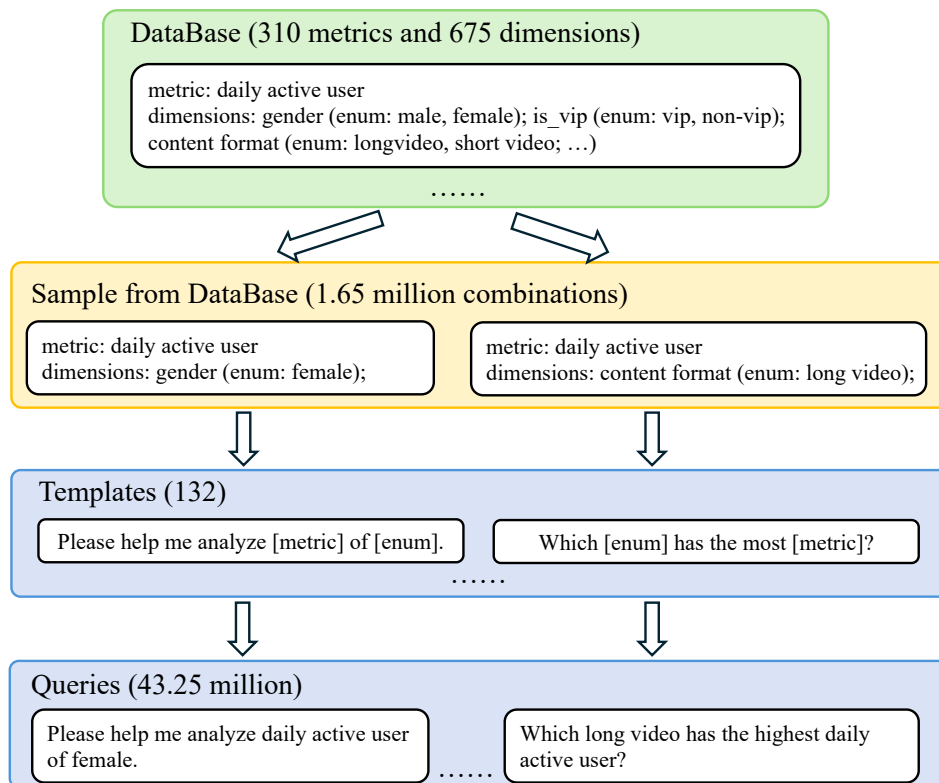 DataBase (310 metrics and 675 dimensions)
metric: daily active user
dimensions: gender (enum: male, female); is_vip (enum: vip, non-vip);
content format (enum: longvideo, short video; …)
……
Sample from DataBase (1.65 million combinations)
metric: daily active user
dimensions: gender (enum: female);
metric: daily active user
dimensions: content format (enum: long video);
Templates (132)
Please help me analyze [metric] of [enum].
Which [enum] has the most [metric]?
……
Queries (43.25 million)
Please help me analyze daily active user
of female.
……
Which long video has the highest daily
active user?